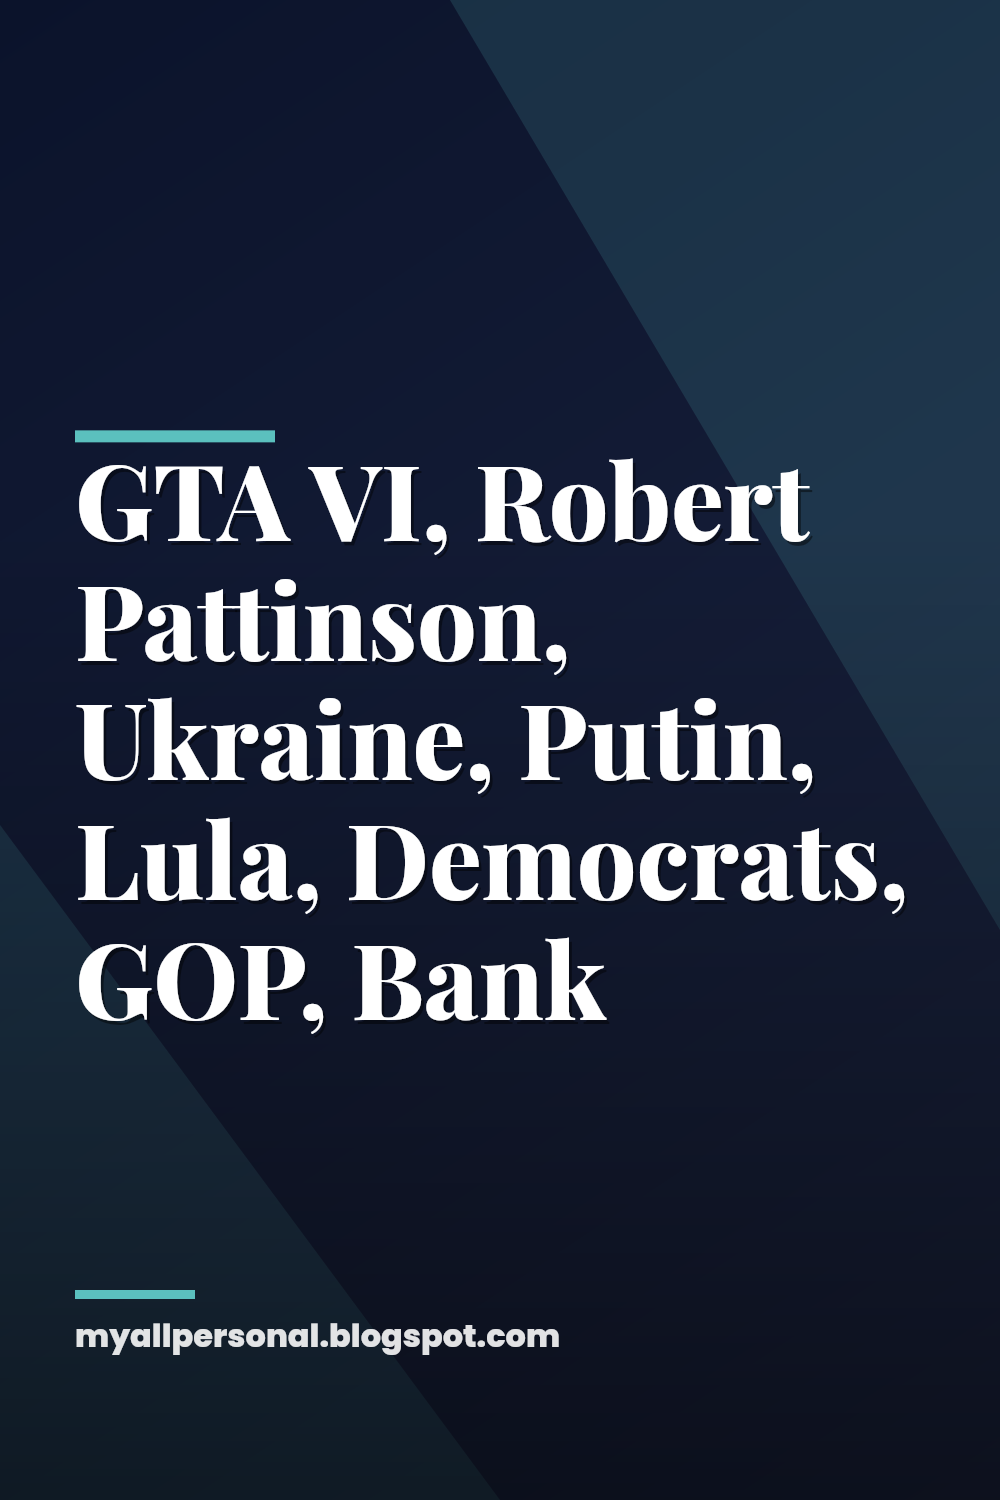 GTA VI, Robert
Pattinson,
Ukraine, Putin,
Lula, Democrats,
GOP, Bank
myallpersonal.blogspot.com